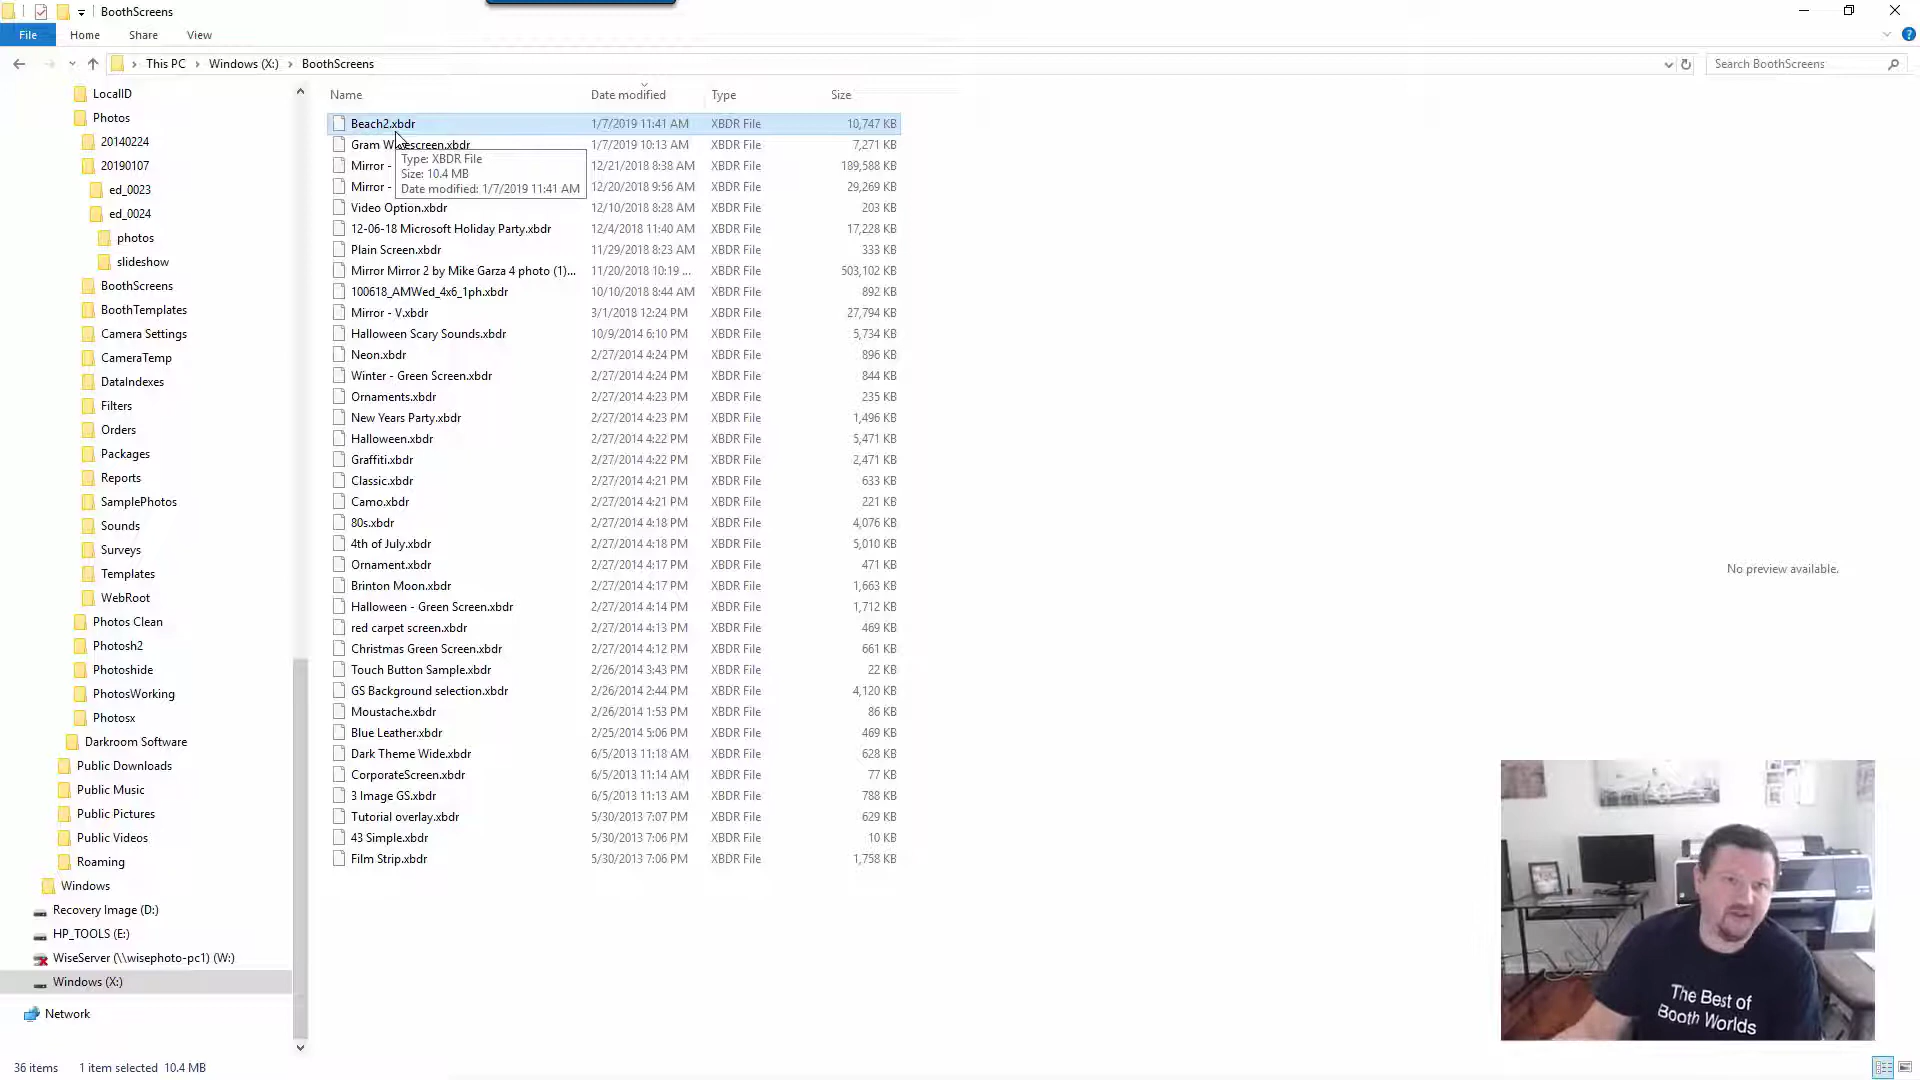 BoothScreens
File Home Share View
This PC Windows (X:) BoothScreens
Search BoothScreens
LocalID
Photos
20140224
20190107
ed_0023
ed_0024
photos
slideshow
BoothScreens
BoothTemplates
Camera Settings
CameraTemp
DataIndexes
Filters
Orders
Packages
Reports
SamplePhotos
Sounds
Surveys
Templates
WebRoot
Photos Clean
Photosh2
Photoshide
PhotosWorking
Photosx
Darkroom Software
Public Downloads
Public Music
Public Pictures
Public Videos
Roaming
Windows
Recovery Image (D:)
HP_TOOLS (E:)
WiseServer (\\wisephoto-pc1) (W:)
Windows (X:)
Network
Name Date modified Type Size
Beach2.xbdr 1/7/2019 11:41 AM XBDR File 10,747 KB
Gram Widescreen.xbdr 1/7/2019 10:13 AM XBDR File 7,271 KB
Mirror - 12/21/2018 8:38 AM XBDR File 189,588 KB
Mirror - 12/20/2018 9:56 AM XBDR File 29,269 KB
Type: XBDR File
Size: 10.4 MB
Date modified: 1/7/2019 11:41 AM
Video Option.xbdr 12/10/2018 8:28 AM XBDR File 203 KB
12-06-18 Microsoft Holiday Party.xbdr 12/4/2018 11:40 AM XBDR File 17,228 KB
Plain Screen.xbdr 11/29/2018 8:23 AM XBDR File 333 KB
Mirror Mirror 2 by Mike Garza 4 photo (1)... 11/20/2018 10:19 ... XBDR File 503,102 KB
100618_AMWed_4x6_1ph.xbdr 10/10/2018 8:44 AM XBDR File 892 KB
Mirror - V.xbdr 3/1/2018 12:24 PM XBDR File 27,794 KB
Halloween Scary Sounds.xbdr 10/9/2014 6:10 PM XBDR File 5,734 KB
Neon.xbdr 2/27/2014 4:24 PM XBDR File 896 KB
Winter - Green Screen.xbdr 2/27/2014 4:24 PM XBDR File 844 KB
Ornaments.xbdr 2/27/2014 4:23 PM XBDR File 235 KB
New Years Party.xbdr 2/27/2014 4:23 PM XBDR File 1,496 KB
Halloween.xbdr 2/27/2014 4:22 PM XBDR File 5,471 KB
Graffiti.xbdr 2/27/2014 4:22 PM XBDR File 2,471 KB
Classic.xbdr 2/27/2014 4:21 PM XBDR File 633 KB
Camo.xbdr 2/27/2014 4:21 PM XBDR File 221 KB
80s.xbdr 2/27/2014 4:18 PM XBDR File 4,076 KB
4th of July.xbdr 2/27/2014 4:18 PM XBDR File 5,010 KB
Ornament.xbdr 2/27/2014 4:17 PM XBDR File 471 KB
Brinton Moon.xbdr 2/27/2014 4:17 PM XBDR File 1,663 KB
Halloween - Green Screen.xbdr 2/27/2014 4:14 PM XBDR File 1,712 KB
red carpet screen.xbdr 2/27/2014 4:13 PM XBDR File 469 KB
Christmas Green Screen.xbdr 2/27/2014 4:12 PM XBDR File 661 KB
Touch Button Sample.xbdr 2/26/2014 3:43 PM XBDR File 22 KB
GS Background selection.xbdr 2/26/2014 2:44 PM XBDR File 4,120 KB
Moustache.xbdr 2/26/2014 1:53 PM XBDR File 86 KB
Blue Leather.xbdr 2/25/2014 5:06 PM XBDR File 469 KB
Dark Theme Wide.xbdr 6/5/2013 11:18 AM XBDR File 628 KB
CorporateScreen.xbdr 6/5/2013 11:14 AM XBDR File 77 KB
3 Image GS.xbdr 6/5/2013 11:13 AM XBDR File 788 KB
Tutorial overlay.xbdr 5/30/2013 7:07 PM XBDR File 629 KB
43 Simple.xbdr 5/30/2013 7:06 PM XBDR File 10 KB
Film Strip.xbdr 5/30/2013 7:06 PM XBDR File 1,758 KB
No preview available.
The Best of
Booth Worlds
36 items 1 item selected 10.4 MB